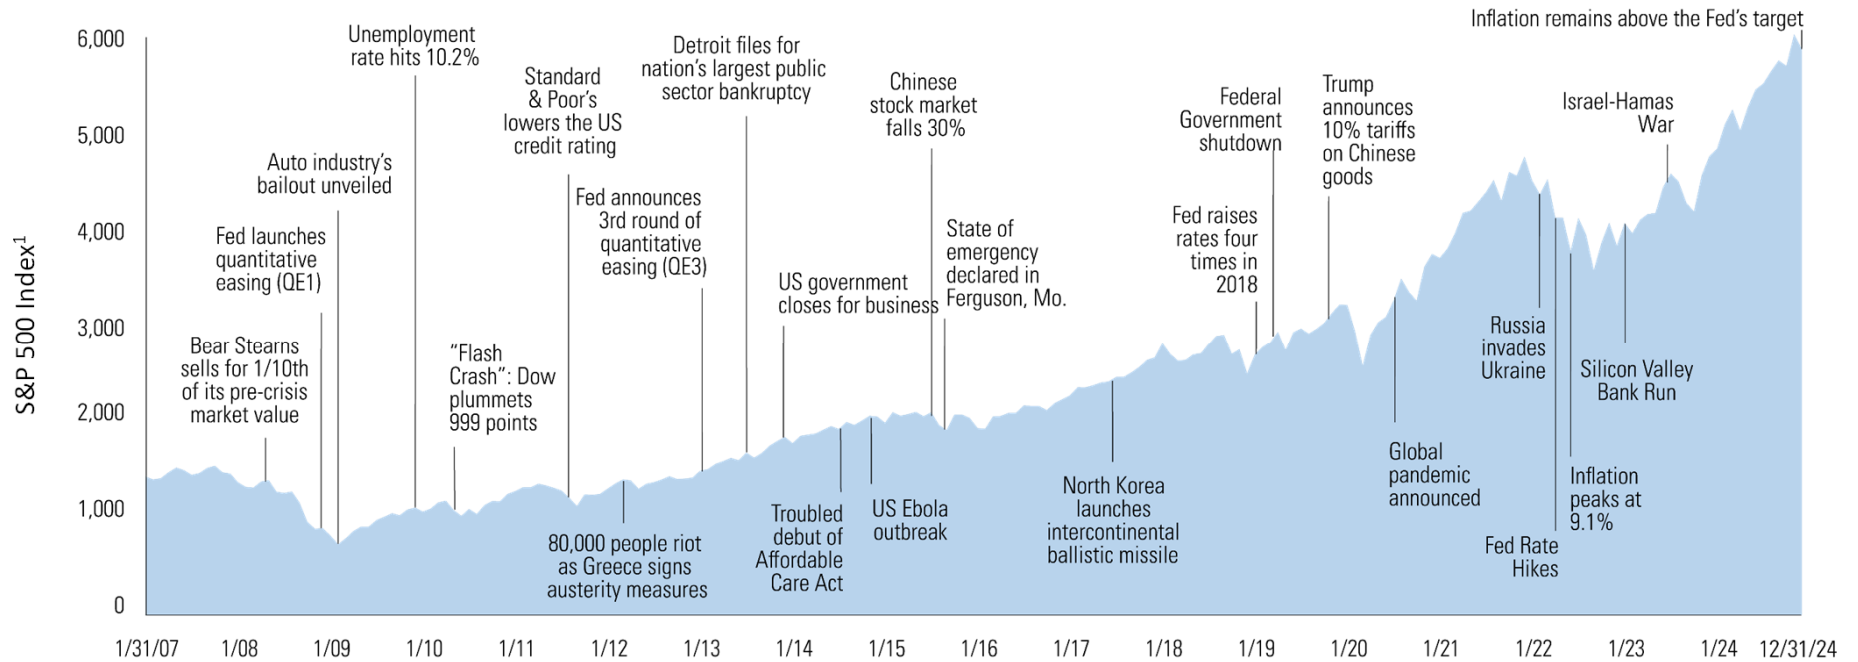 Inflation remains above the Fed's target
6,000
5,000
4,000
3,000
2,000
1,000
0
S&P 500 Index1
Bear Stearns
sells for 1/10th
of its pre-crisis
market value
Fed launches
quantitative
easing (QE1)
Auto industry's
bailout unveiled
Unemployment
rate hits 10.2%
"Flash
Crash": Dow
plummets
999 points
Standard
& Poor's
lowers the US
credit rating
80,000 people riot
as Greece signs
austerity measures
Fed announces
3rd round of
quantitative
easing (QE3)
Detroit files for
nation's largest public
sector bankruptcy
US government
closes for business
Troubled
debut of
Affordable
Care Act
US Ebola
outbreak
Chinese
stock market
falls 30%
State of
emergency
declared in
Ferguson, Mo.
North Korea
launches
intercontinental
ballistic missile
Fed raises
rates four
times in
2018
Federal
Government
shutdown
Trump
announces
10% tariffs
on Chinese
goods
Global
pandemic
announced
Russia
invades
Ukraine
Fed Rate
Hikes
Inflation
peaks at
9.1%
Silicon Valley
Bank Run
Israel-Hamas
War
1/31/07
1/08
1/09
1/10
1/11
1/12
1/13
1/14
1/15
1/16
1/17
1/18
1/19
1/20
1/21
1/22
1/23
1/24
12/31/24